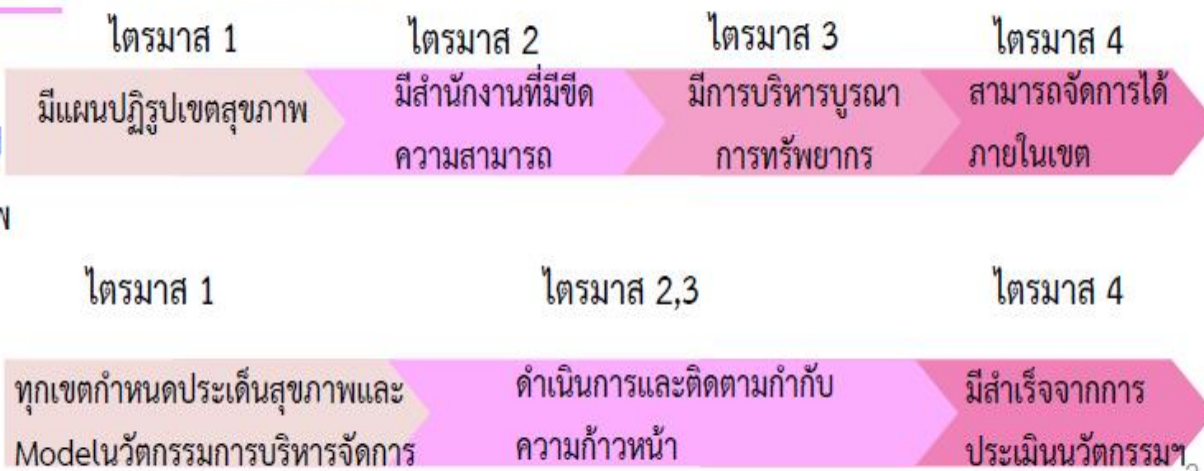 ไตรมาส 1 ไตรมาส 2 ไตรมาส 3 ไตรมาส 4
มีแผนปฏิรูปเขตสุขภาพ
มีสำนักงานที่มีขีด
ความสามารถ
มีการบริหารบูรณา
การทรัพยากร
สามารถจัดการได้
ภายในเขต
พ
ไตรมาส 1 ไตรมาส 2,3 ไตรมาส 4
ทุกเขตกำหนดประเด็นสุขภาพและ
Modelนวัตกรรมการบริหารจัดการ
ดำเนินการและติดตามกำกับ
ความก้าวหน้า
มีสำเร็จจากการ
ประเมินนวัตกรรมฯ